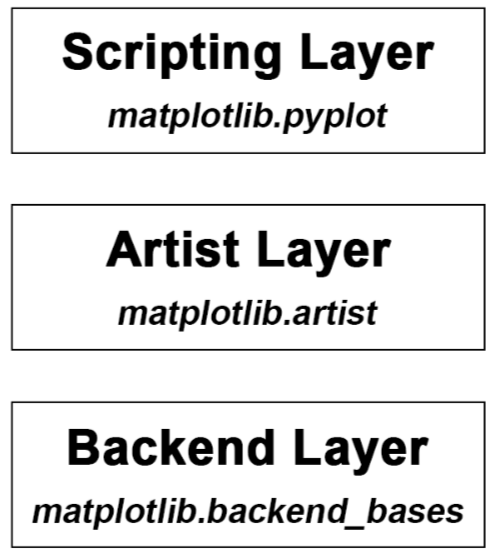 Scripting Layer
matplotlib.pyplot
Artist Layer
matplotlib.artist
Backend Layer
matplotlib.backend_bases